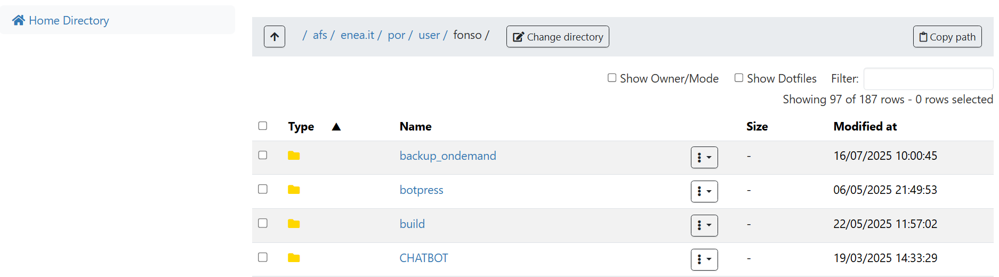 Home Directory
/ afs / enea.it / por / user / fonso / Change directory Copy path
Show Owner/Mode Show Dotfiles Filter:
Showing 97 of 187 rows - 0 rows selected
Type ▲ Name Size Modified at
backup_ondemand - 16/07/2025 10:00:45
botpress - 06/05/2025 21:49:53
build - 22/05/2025 11:57:02
CHATBOT - 19/03/2025 14:33:29